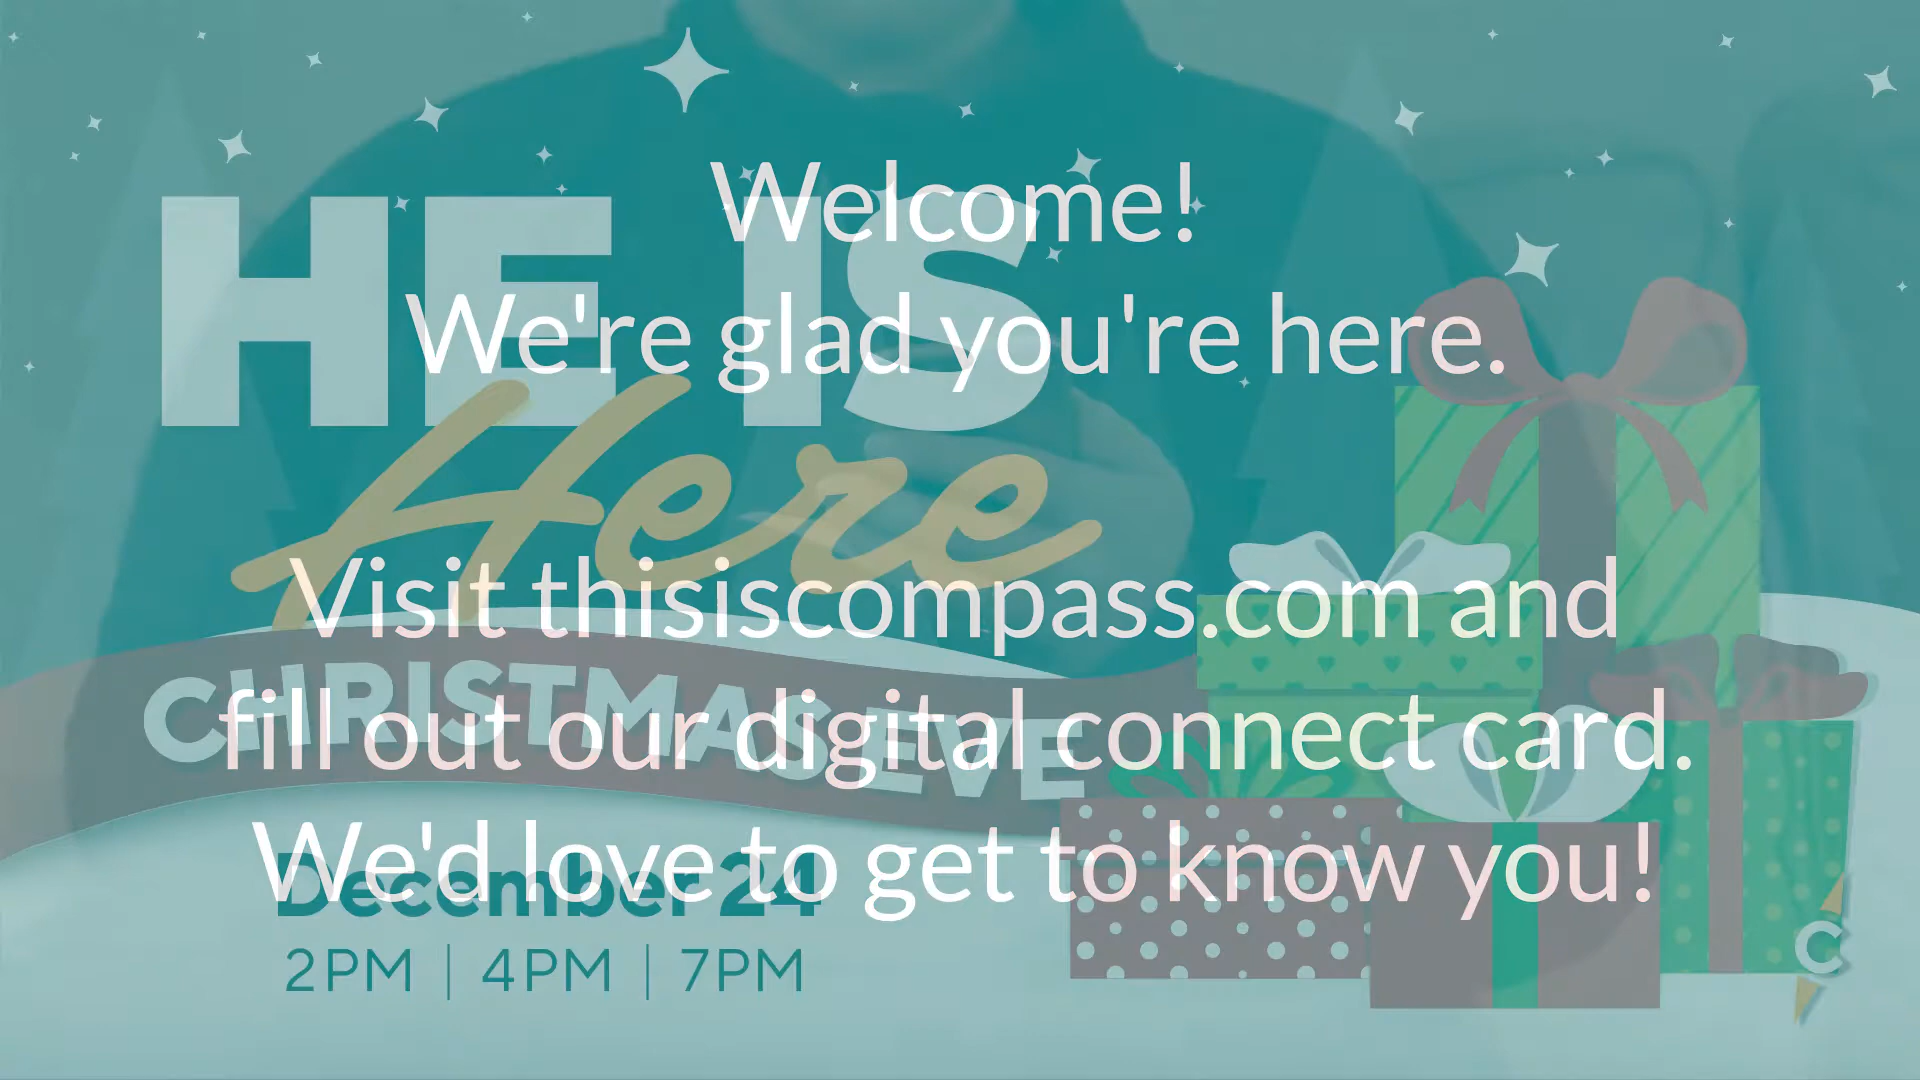 Welcome!
We're glad you're here.
Visit thisiscompass.com and
fill out our digital connect card.
We'd love to get to know you!
HE IS
Here
CHRISTMAS EVE
December 24
2PM | 4PM | 7PM
C